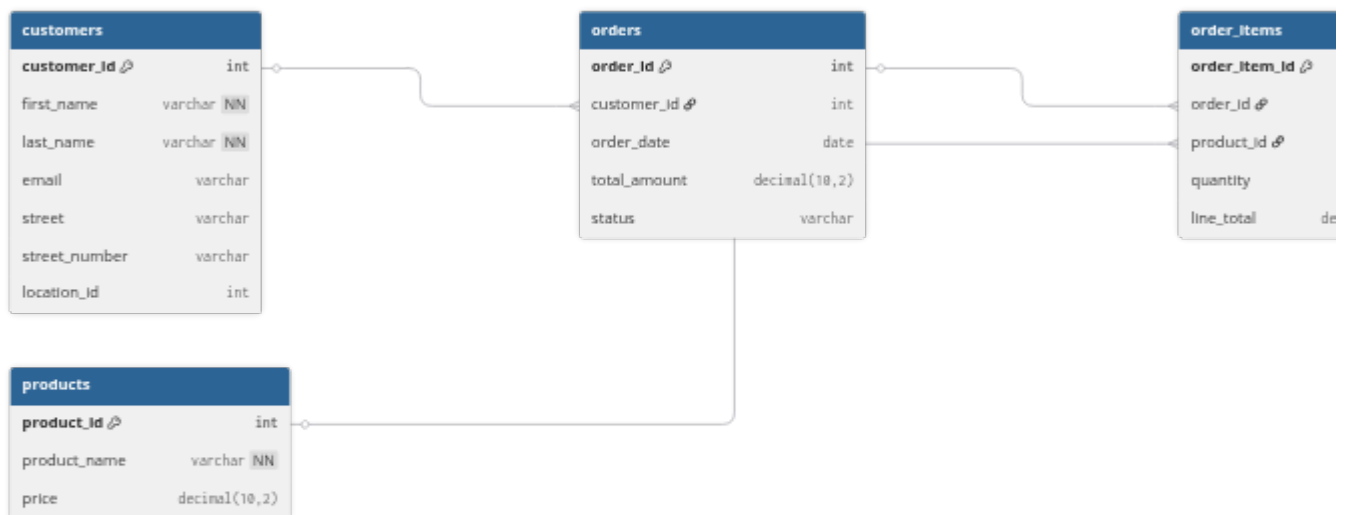 customers
customer_id int
first_name varchar NN
last_name varchar NN
email varchar
street varchar
street_number varchar
location_id int
orders
order_id int
customer_id int
order_date date
total_amount decimal(10,2)
status varchar
order_items
order_item_id
order_id
product_id
quantity
line_total de
products
product_id int
product_name varchar NN
price decimal(10,2)